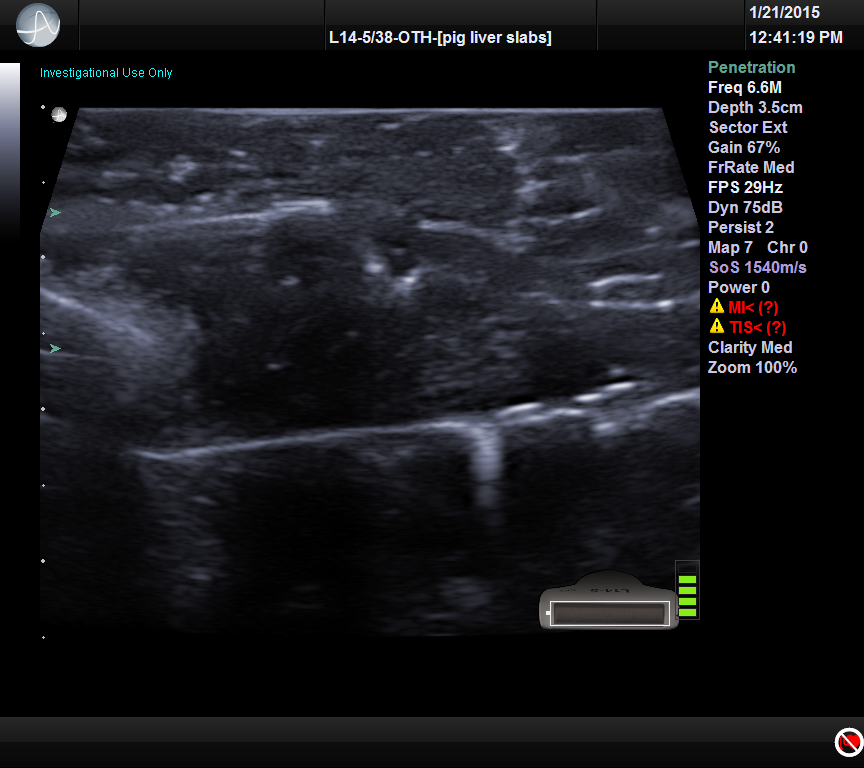 1/21/2015
L14-5/38-OTH-[pig liver slabs]
12:41:19 PM
Investigational Use Only
Penetration
Freq 6.6M
Depth 3.5cm
Sector Ext
Gain 67%
FrRate Med
FPS 29Hz
Dyn 75dB
Persist 2
Map 7 Chr 0
SoS 1540m/s
Power 0
MI< (?)
TIS< (?)
Clarity Med
Zoom 100%
L14-5